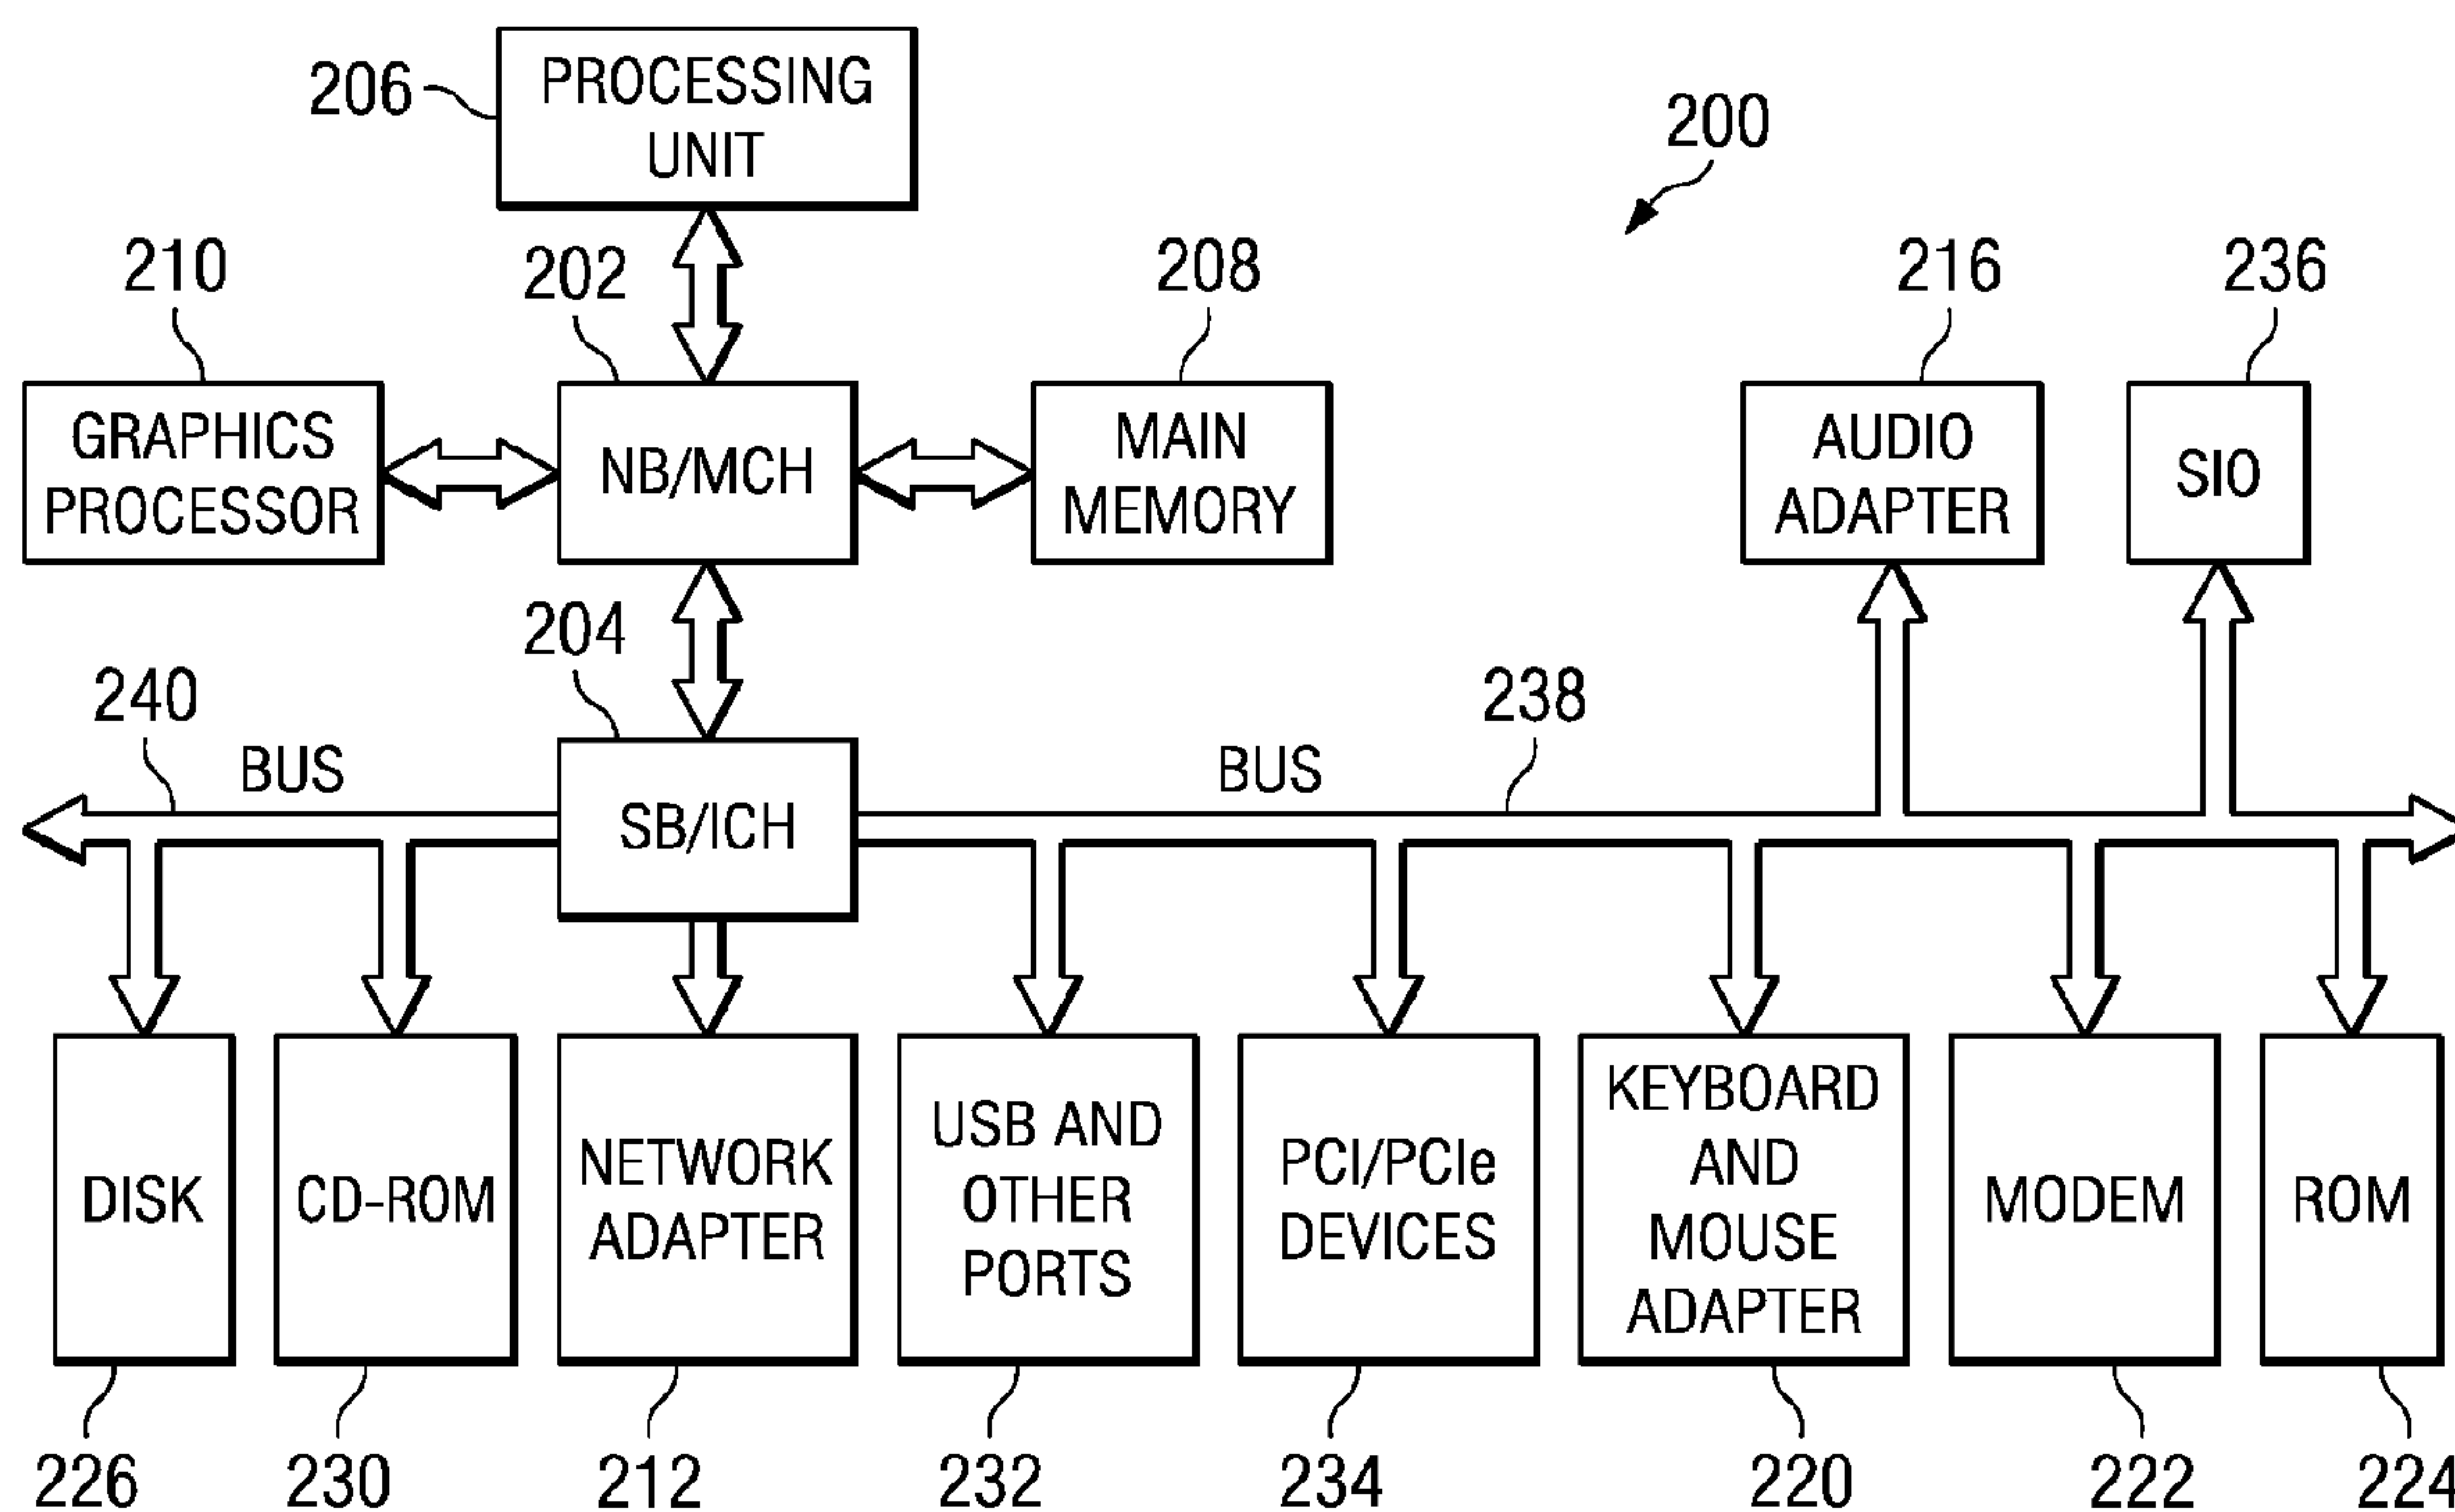 PROCESSING
UNIT
206
200
210
202
208
216
236
GRAPHICS
PROCESSOR
NB/MCH
MAIN
MEMORY
AUDIO
ADAPTER
SIO
204
240
238
BUS
BUS
SB/ICH
DISK
CD-ROM
NETWORK
ADAPTER
USB AND
OTHER
PORTS
PCI/PCIe
DEVICES
KEYBOARD
AND
MOUSE
ADAPTER
MODEM
ROM
226
230
212
232
234
220
222
224